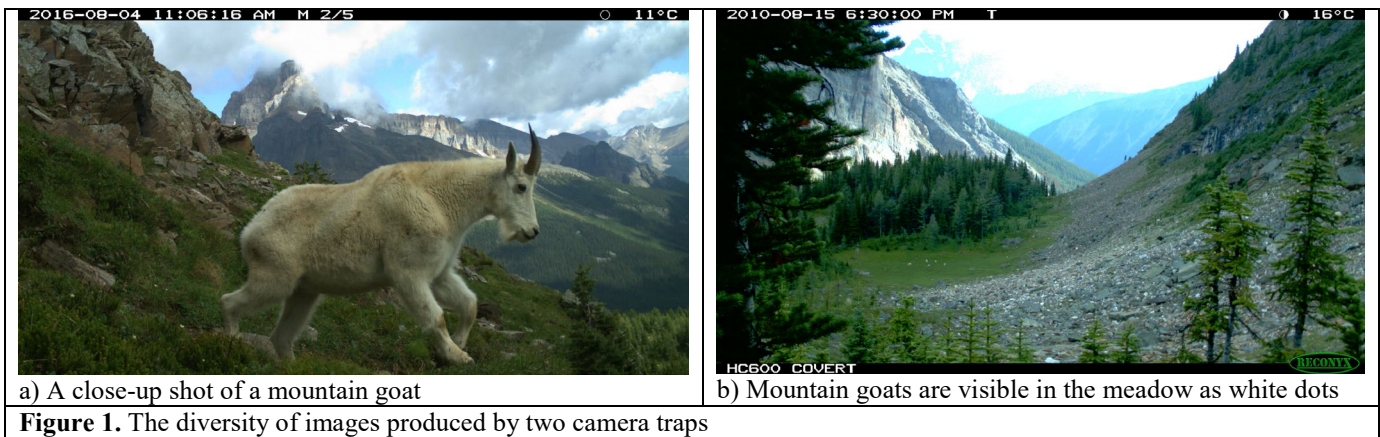 2016-08-04 11:06:16 AM M 2/5 11°C
2010-08-15 6:30:00 PM T 16°C
HC600 COVERT
RECONYX
a) A close-up shot of a mountain goat
b) Mountain goats are visible in the meadow as white dots
Figure 1. The diversity of images produced by two camera traps